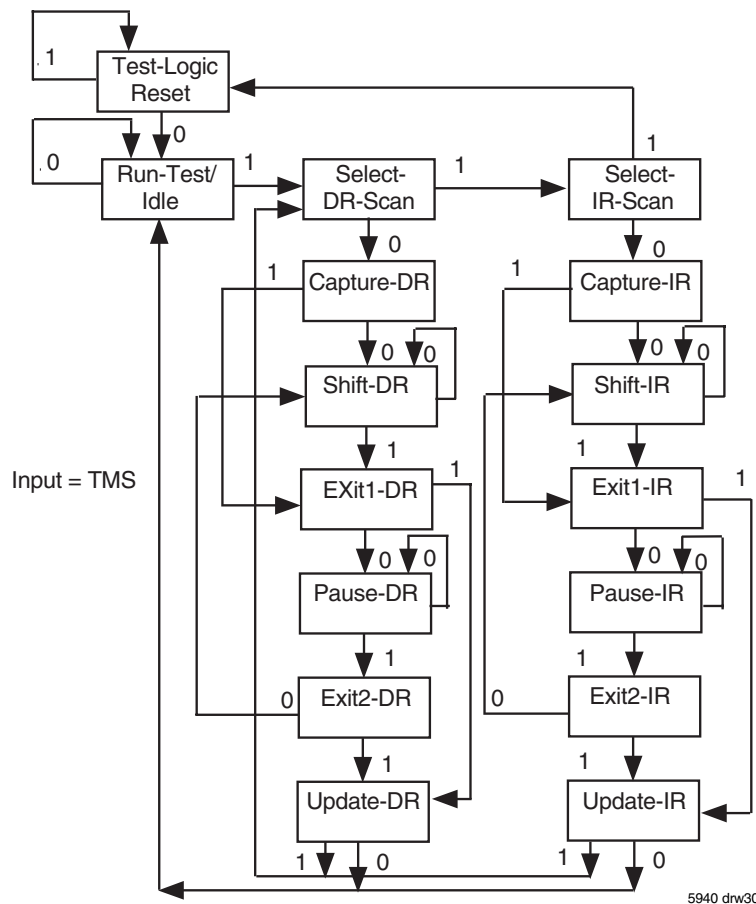 .1
Test-Logic
Reset
0
1
.0
Run-Test/
Idle
1
Select-
DR-Scan
1
Select-
IR-Scan
0
0
1
Capture-DR
1
Capture-IR
0
0
0
0
Shift-DR
Shift-IR
1
1
Input = TMS
EXit1-DR
1
Exit1-IR
1
0
0
0
0
Pause-DR
Pause-IR
1
1
0
Exit2-DR
0
Exit2-IR
1
1
Update-DR
Update-IR
1
0
1
0
5940 drw30